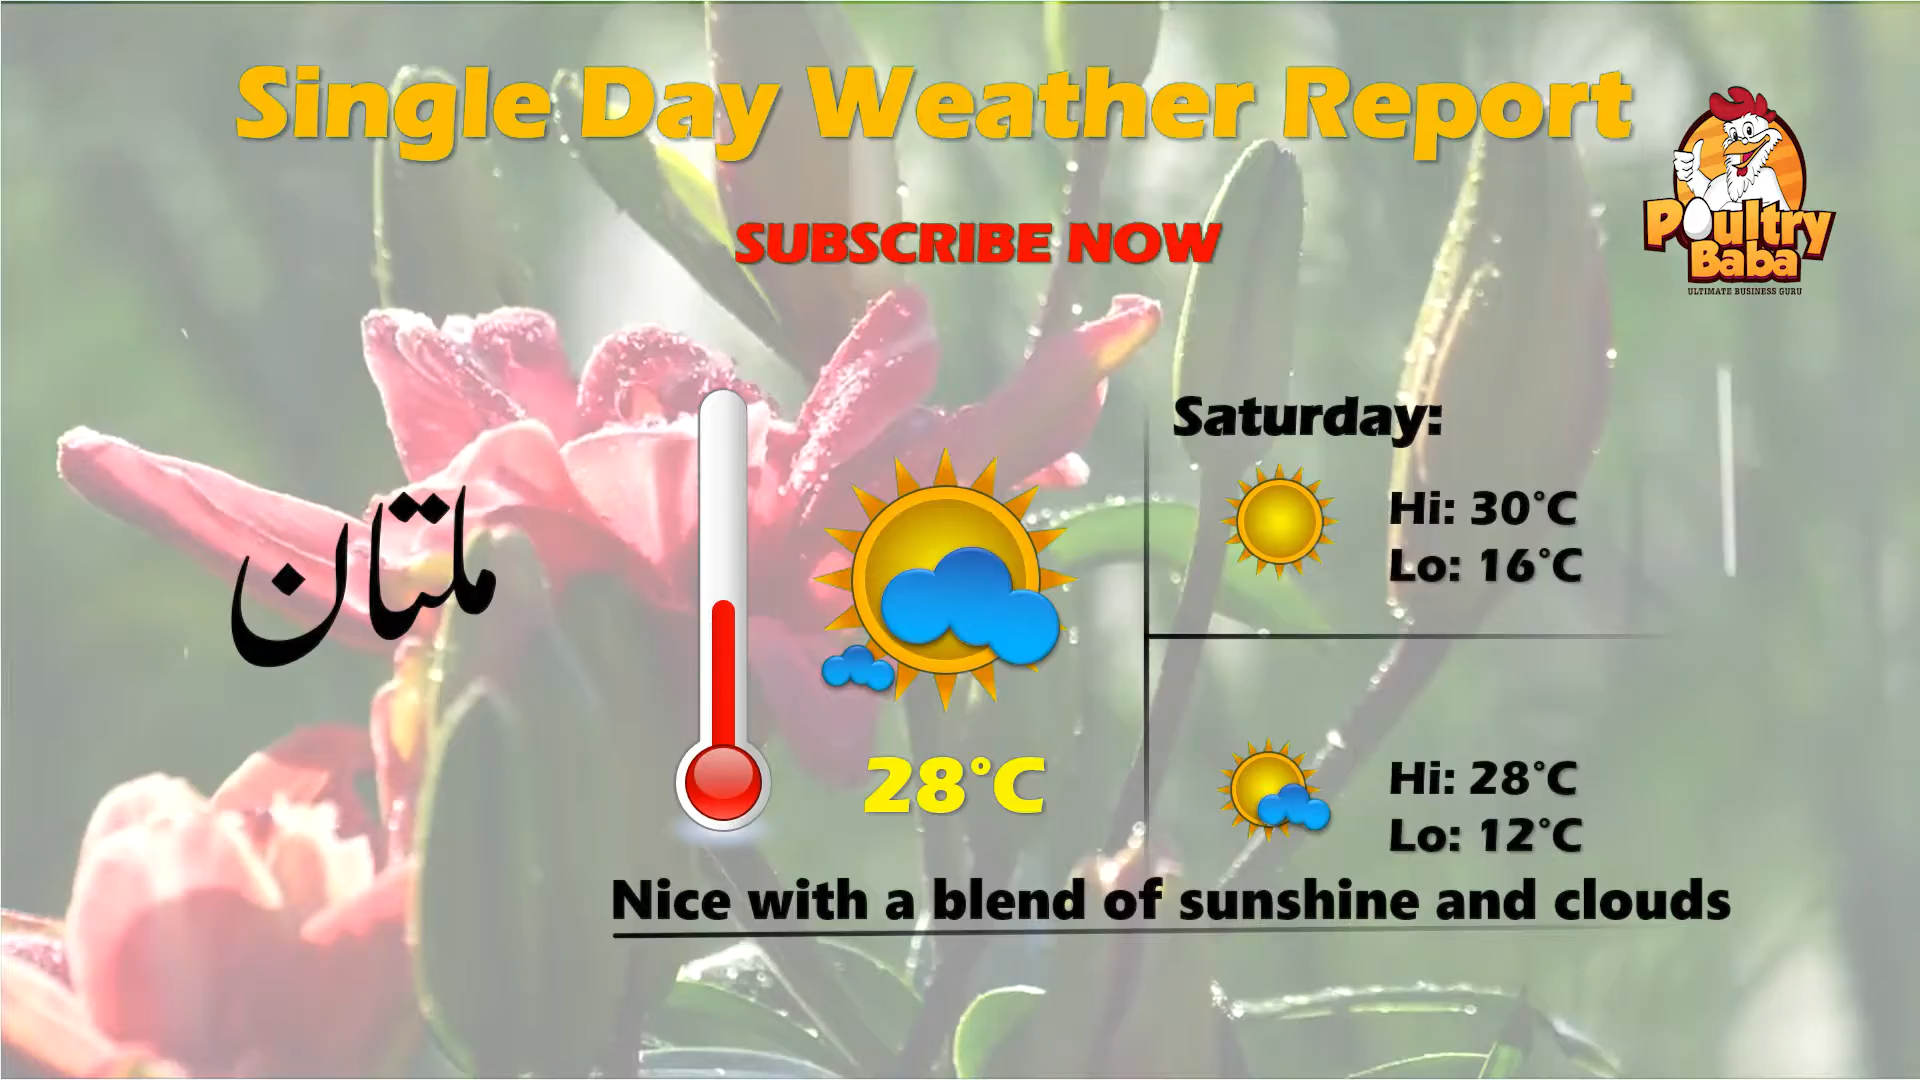 Single Day Weather Report
Poultry
Baba
ULTIMATE BUSINESS GURU
SUBSCRIBE NOW
ملتان
28°C
Saturday:
Hi: 30°C
Lo: 16°C
Hi: 28°C
Lo: 12°C
Nice with a blend of sunshine and clouds